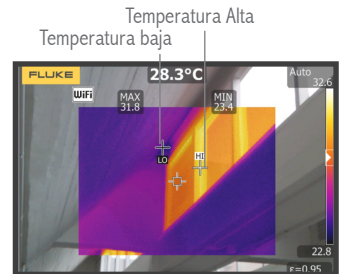 Temperatura Alta
Temperatura baja
FLUKE
28.3°C
Auto
32.6
WiFi
MAX
31.8
MIN
23.4
LO
HI
22.8
ε=0.95